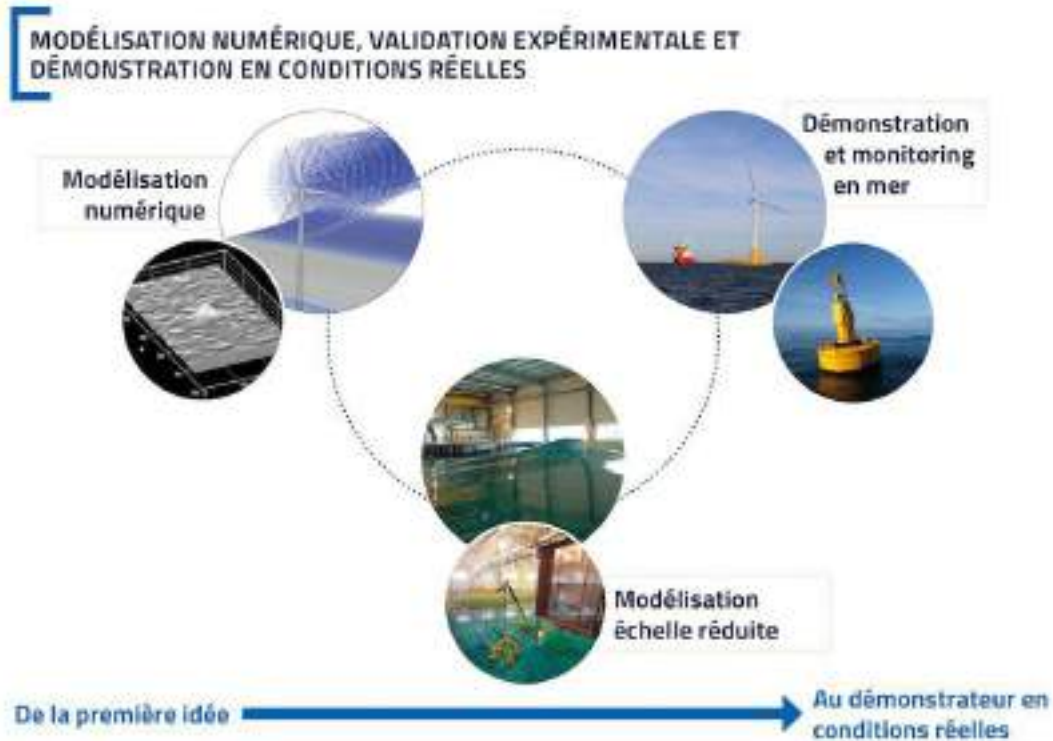 MODÉLISATION NUMÉRIQUE, VALIDATION EXPÉRIMENTALE ET
DÉMONSTRATION EN CONDITIONS RÉELLES
Modélisation
numérique
Démonstration
et monitoring
en mer
Modélisation
échelle réduite
De la première idée
Au démonstrateur en
conditions réelles